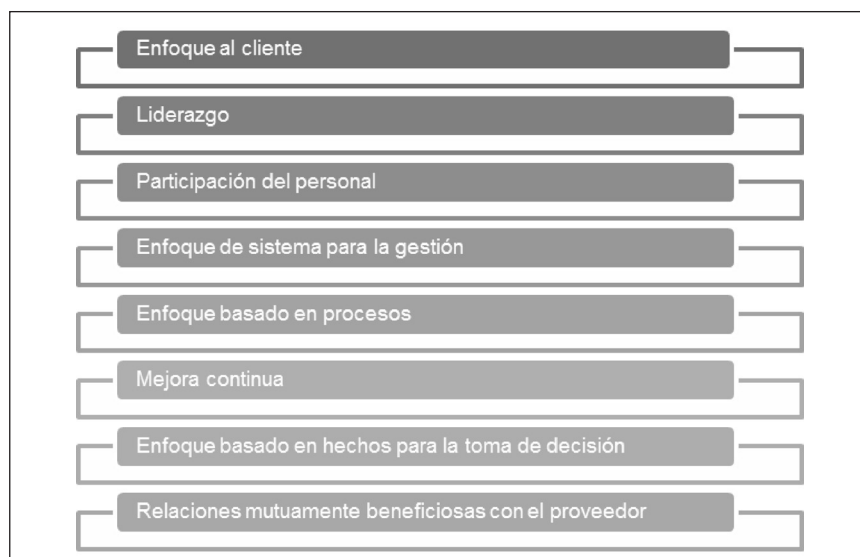 Enfoque al cliente
Liderazgo
Participación del personal
Enfoque de sistema para la gestión
Enfoque basado en procesos
Mejora continua
Enfoque basado en hechos para la toma de decisión
Relaciones mutuamente beneficiosas con el proveedor